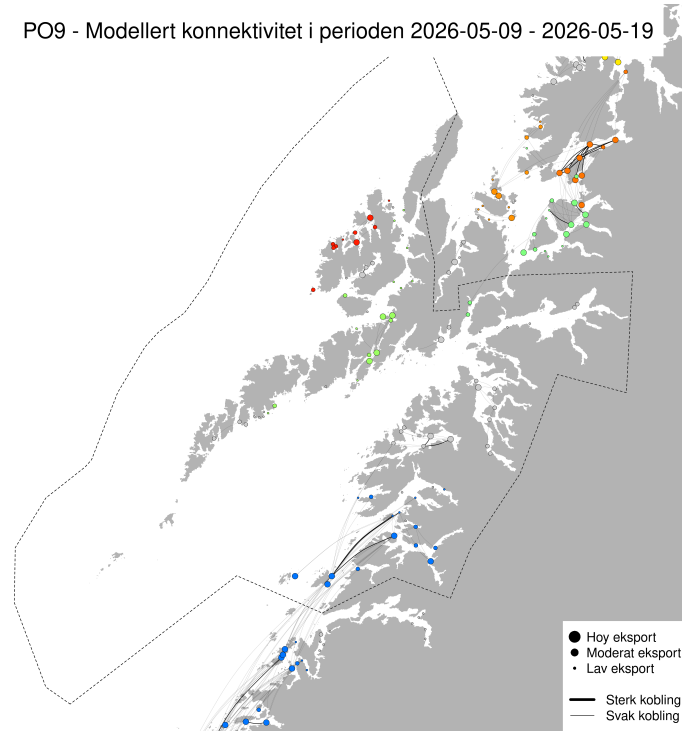 PO9 - Modellert konnektivitet i perioden 2026-05-09 - 2026-05-19
Hoy eksport
Moderat eksport
Lav eksport
Sterk kobling
Svak kobling